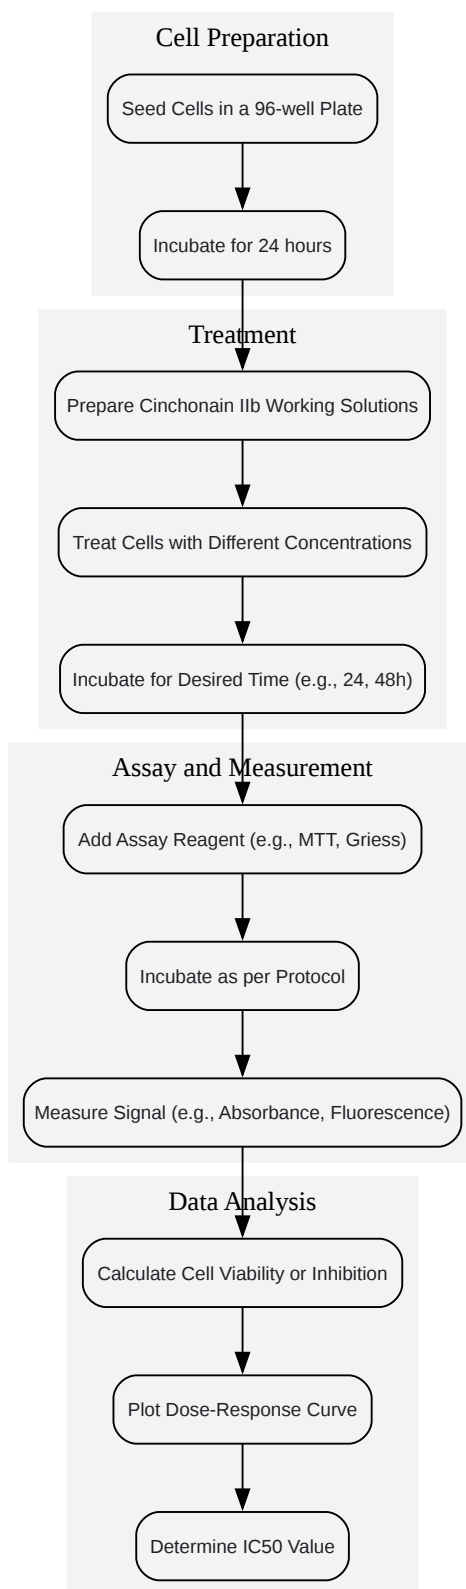 Cell Preparation
Seed Cells in a 96-well Plate
Incubate for 24 hours
Treatment
Prepare Cinchonain IIb Working Solutions
Treat Cells with Different Concentrations
Incubate for Desired Time (e.g., 24, 48h)
Assay and Measurement
Add Assay Reagent (e.g., MTT, Griess)
Incubate as per Protocol
Measure Signal (e.g., Absorbance, Fluorescence)
Data Analysis
Calculate Cell Viability or Inhibition
Plot Dose-Response Curve
Determine IC50 Value